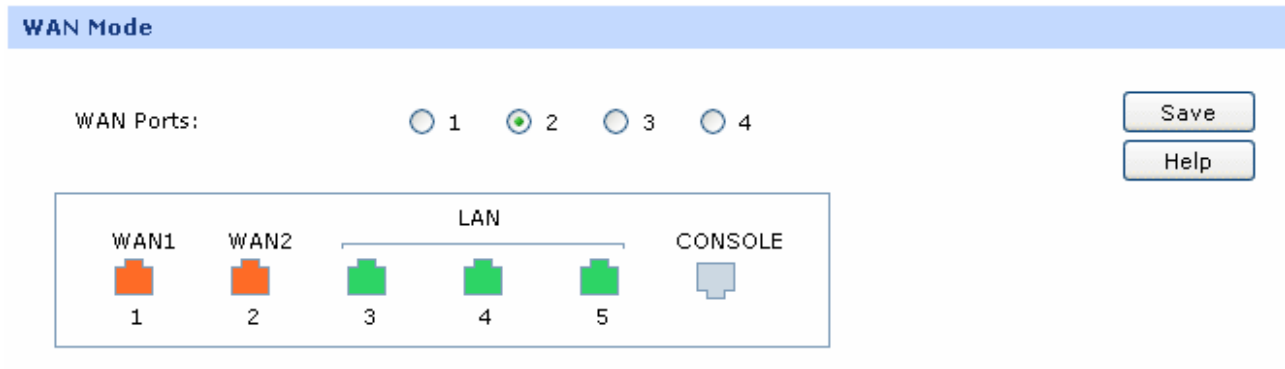 WAN Mode
WAN Ports: 1 2 3 4
Save
Help
LAN
WAN1 WAN2 CONSOLE
1 2 3 4 5